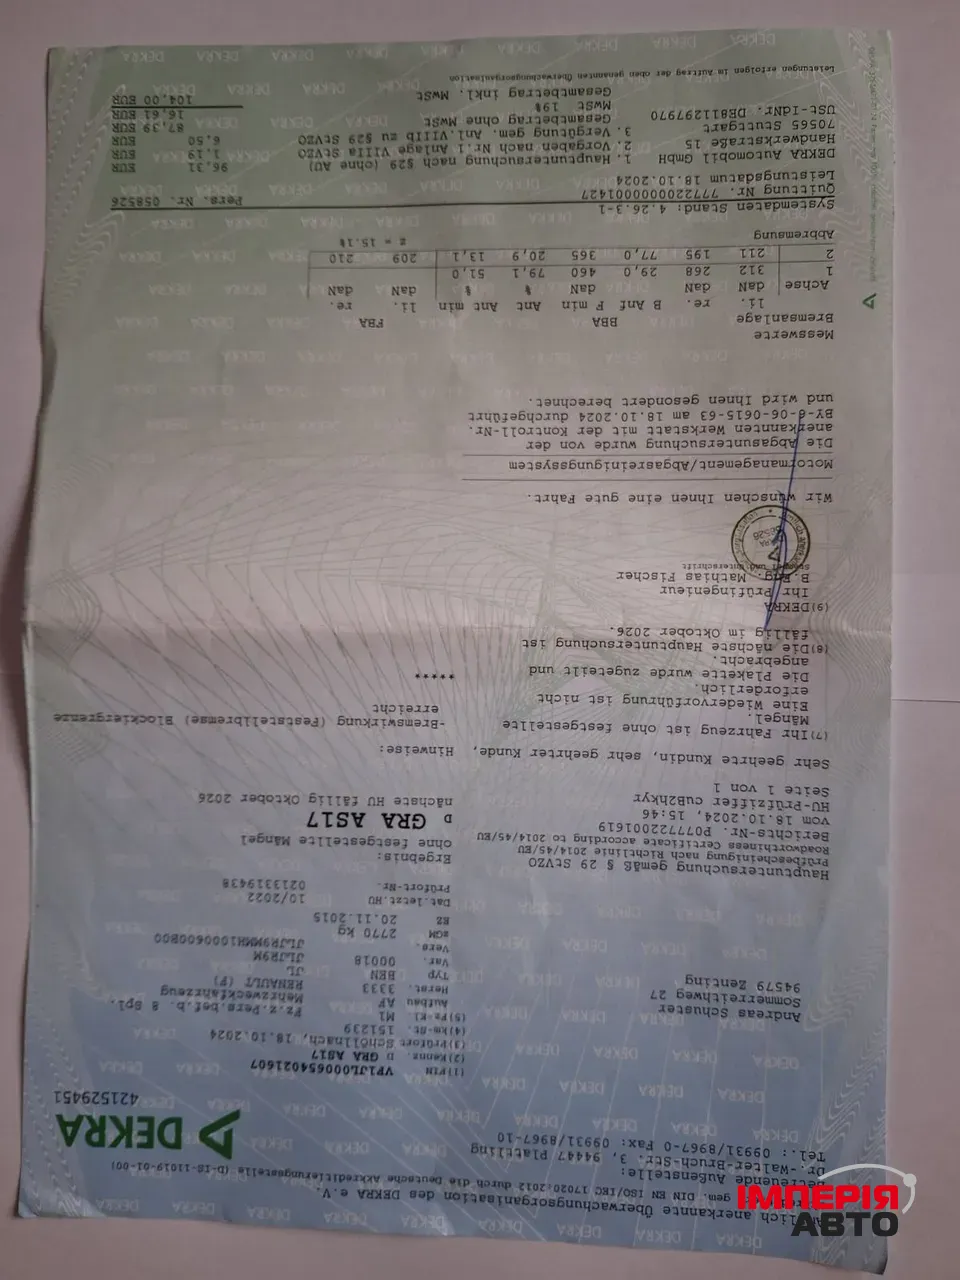 Amtlich anerkannte Überwachungsorganisation des DEKRA e.V.
gem. DIN EN ISO/IEC 17020:2012 durch die Deutsche Akkreditierungsstelle (D-IS-11019-01-00)
Betreuende Außenstelle:
Dr.-Walter-Bruch-Str. 3, 94447 Plattling
Tel.: 09931/8967-0 Fax: 09931/8967-10
DEKRA
421529451
Andreas Schuster
Sommerreithweg 27
94579 Zenting
(1)FIN VF1JL000654021607
(2)Kennz. D GRA AS17
(3)Prüfort Schöllnach, 18.10.2024
(4)km-St. 151239
(5)Fz-Kl M1
Aufbau AF Fz.z.Pers.bef.b. 8 Spl.
Mehrzweckfahrzeug
Herst. 3333 RENAULT (F)
Typ BEN JL
Var. 00018 JLJR9M
Vers. JLJR9MMH1000600B00
zGM 2770 kg
EZ 20.11.2015
Dat.letzt.HU 10/2022
Prüfort-Nr. 0213319438
Hauptuntersuchung gemäß § 29 StVZO
Prüfbescheinigung nach Richtlinie 2014/45/EU
Roadworthiness Certificate according to 2014/45/EU
Berichts-Nr. P07772001619
vom 18.10.2024, 15:46
HU-Prüfziffer cuB2hkyr
Seite 1 von 1
Ergebnis:
ohne festgestellte Mängel
D GRA AS17
nächste HU fällig Oktober 2026
Sehr geehrte Kundin, sehr geehrter Kunde,
(7)Ihr Fahrzeug ist ohne festgestellte
Mängel.
Eine Wiedervorführung ist nicht
erforderlich.
Die Plakette wurde zugeteilt und
angebracht.
(8)Die nächste Hauptuntersuchung ist
fällig im Oktober 2026.
Hinweise:
-Bremswirkung (Feststellbremse) Blockiergrenze
erreicht
*****
(9)DEKRA
Ihr Prüfingenieur
B.Eng. Mathias Fischer
Stempel und Unterschrift
Wir wünschen Ihnen eine gute Fahrt.
Motormanagement/Abgasreinigungssystem
Die Abgasuntersuchung wurde von der
anerkannten Werkstatt mit der Kontroll-Nr.
BY-6-06-0615-63 am 18.10.2024 durchgeführt
und wird Ihnen gesondert berechnet.
Messwerte
Bremsanlage BBA FBA
li. re. B Anf F min Ant Ant min li. re.
Achse daN daN daN % % daN daN
1 312 268 29,0 460 79,1 51,0
2 211 195 77,0 365 20,9 13,1 209 210
Abbremsung z = 15.1%
Systemdaten Stand: 4.26.3-1
Quittung Nr. 77722000001427 Pers. Nr. 058526
Leistungsdatum 18.10.2024
DEKRA Automobil GmbH 1. Hauptuntersuchung nach §29 (ohne AU) 96,31 EUR
Handwerkstraße 15 2. Vorgaben nach Nr.1 Anlage VIIIa StVZO 1,19 EUR
70565 Stuttgart 3. Vergütung gem. Anl. VIIIb zu §29 StVZO 6,50 EUR
USt-IdNr. DE811297970 Gesamtbetrag ohne MwSt 87,39 EUR
MwSt 19% 16,61 EUR
Gesamtbetrag inkl. MwSt 104,00 EUR
Leistungen erfolgen im Auftrag der oben genannten Überwachungsorganisation
ІМПЕРІЯ
АВТО